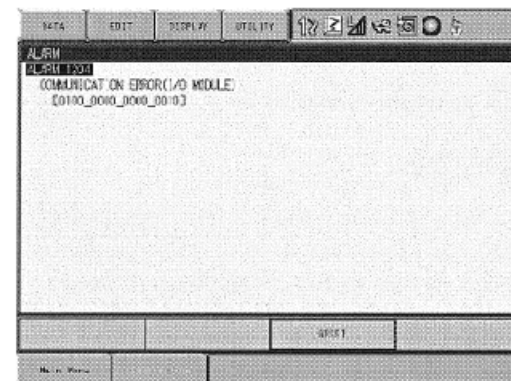 DATA EDIT DISPLAY UTILITY
ALARM
ALARM 1204
COMMUNICATION ERROR(I/O MODULE)
[0100_0000_0000_0010]
RESET
Main Menu